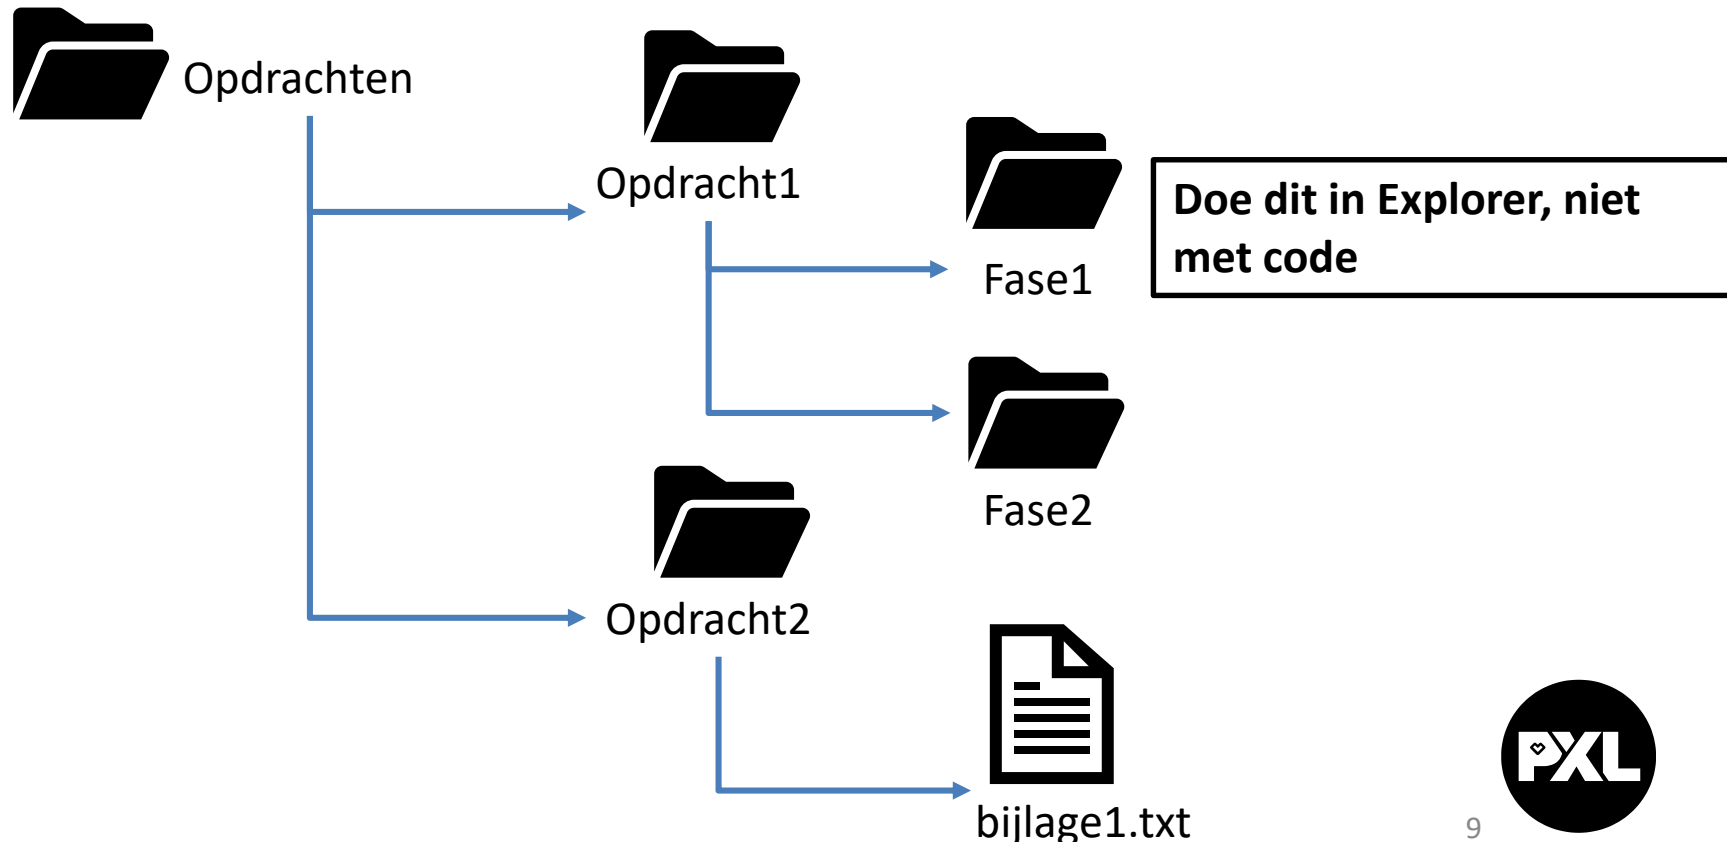 Opdrachten
Opdracht1
Fase1
Doe dit in Explorer, niet
met code
Fase2
Opdracht2
bijlage1.txt
9
PXL